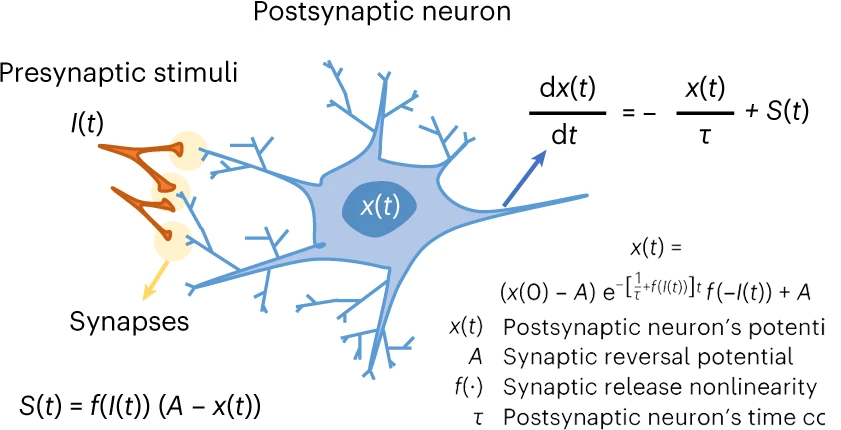 Postsynaptic neuron
Presynaptic stimuli
I(t)
dx(t)/dt = − x(t)/τ + S(t)
x(t)
Synapses
S(t) = f(I(t)) (A − x(t))
x(t) =
(x(0) − A) e^−[1/τ+f(I(t))]t f(−I(t)) + A
x(t) Postsynaptic neuron's potenti
A Synaptic reversal potential
f(·) Synaptic release nonlinearity
τ Postsynaptic neuron's time co